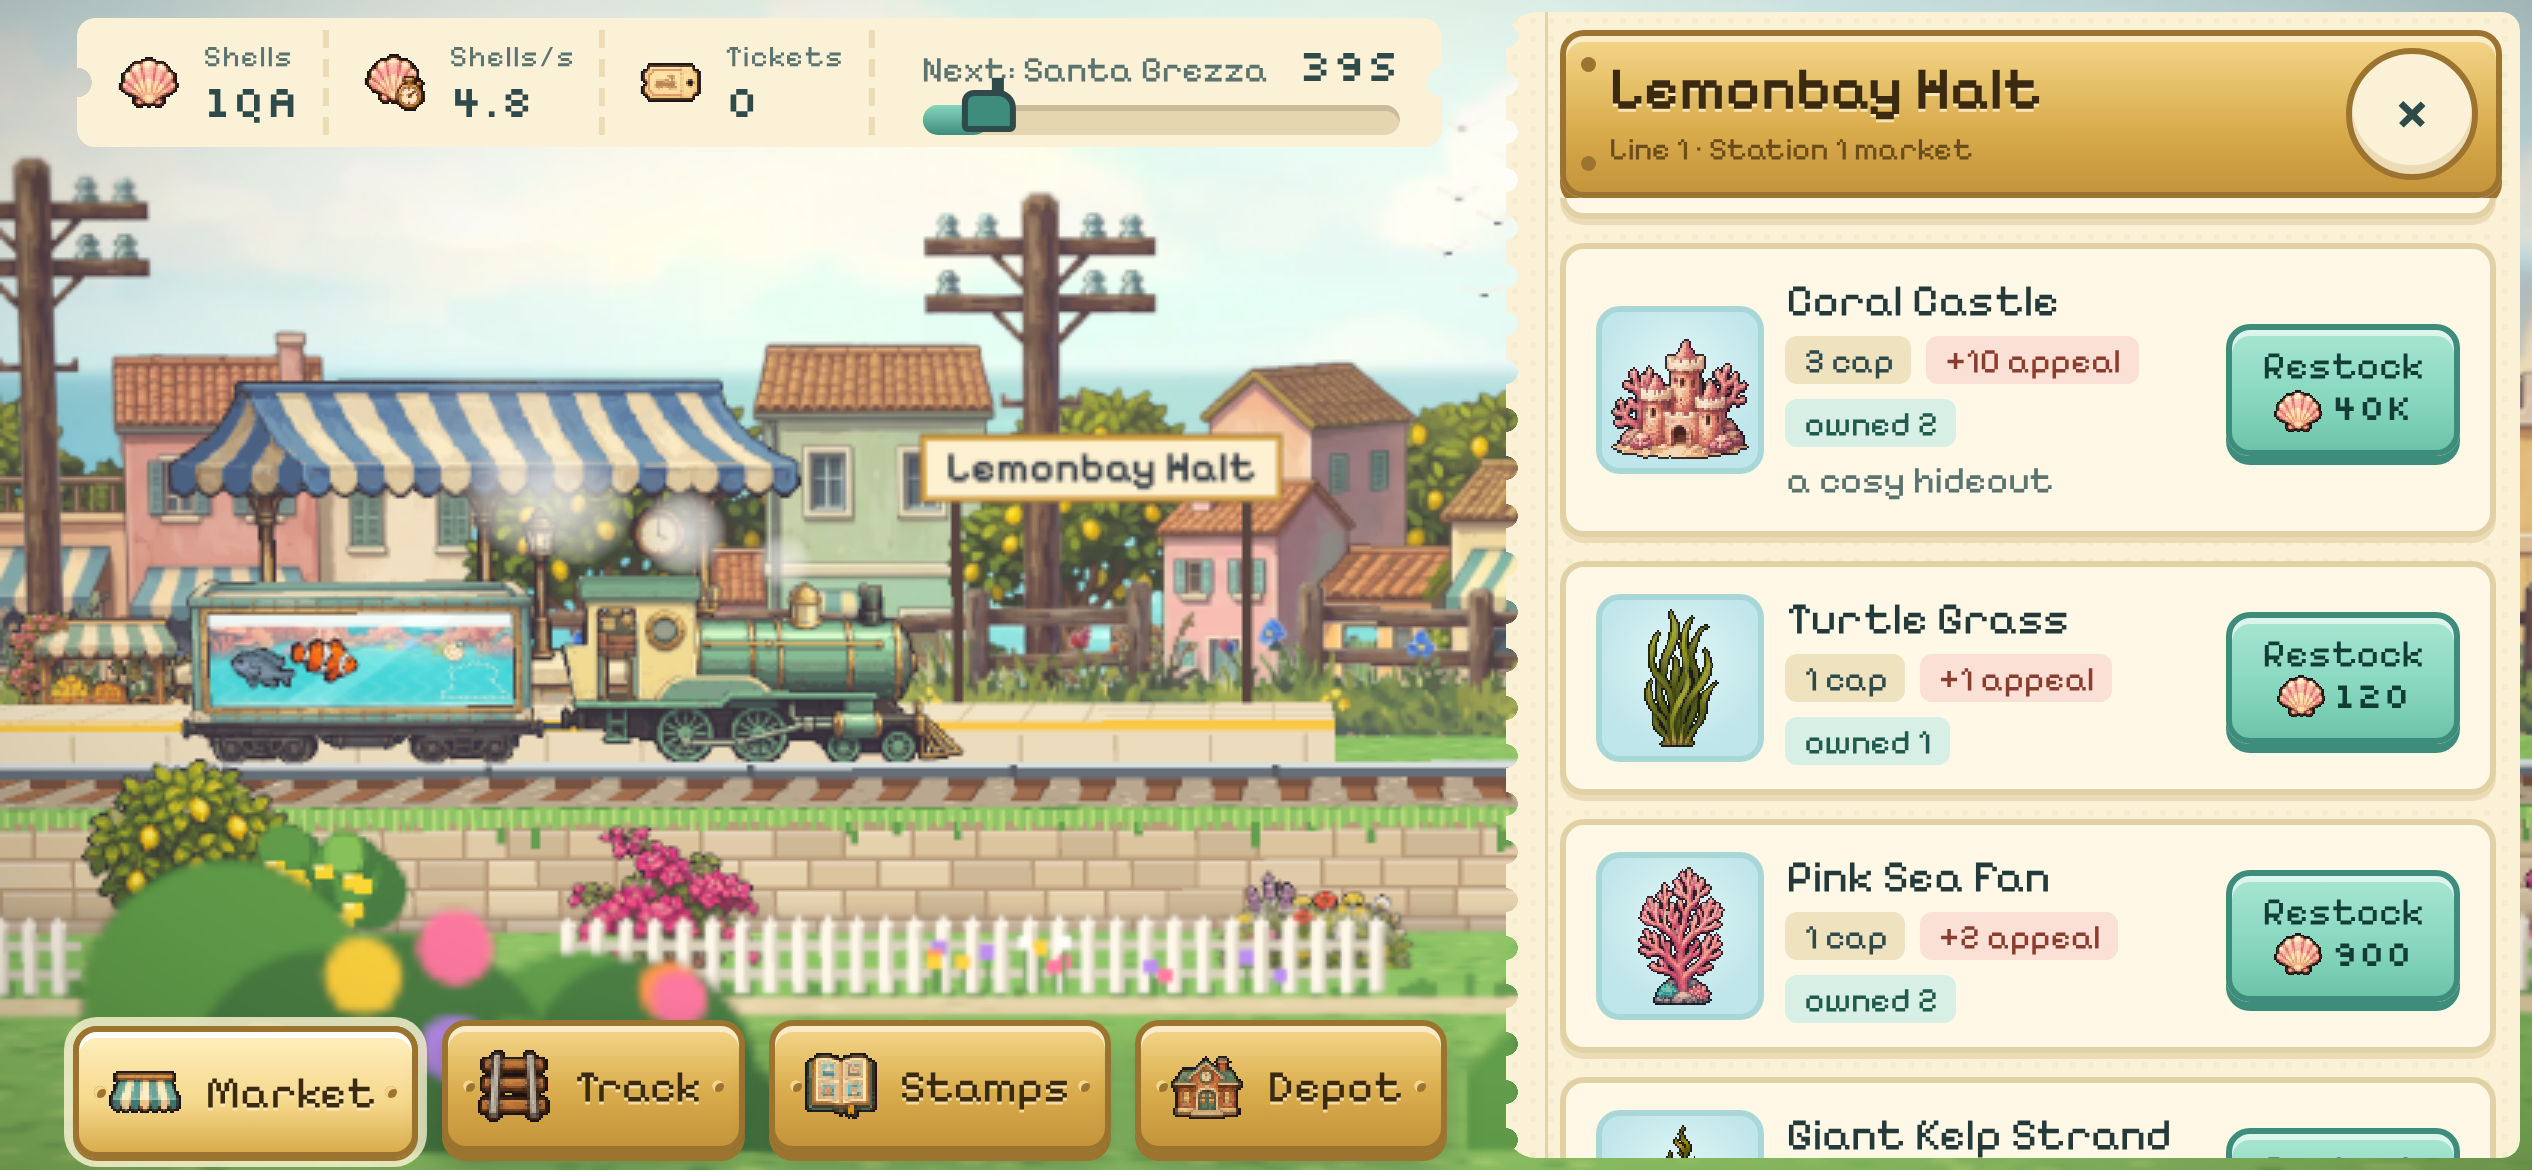 Shells
1QA
Shells/s
4.8
Tickets
0
Next: Santa Brezza
39S
Lemonbay Halt
Market
Track
Stamps
Depot
Lemonbay Halt
Line 1 · Station 1 market
×
Coral Castle
3 cap
+10 appeal
owned 2
a cosy hideout
Restock
40K
Turtle Grass
1 cap
+1 appeal
owned 1
Restock
120
Pink Sea Fan
1 cap
+2 appeal
owned 2
Restock
900
Giant Kelp Strand